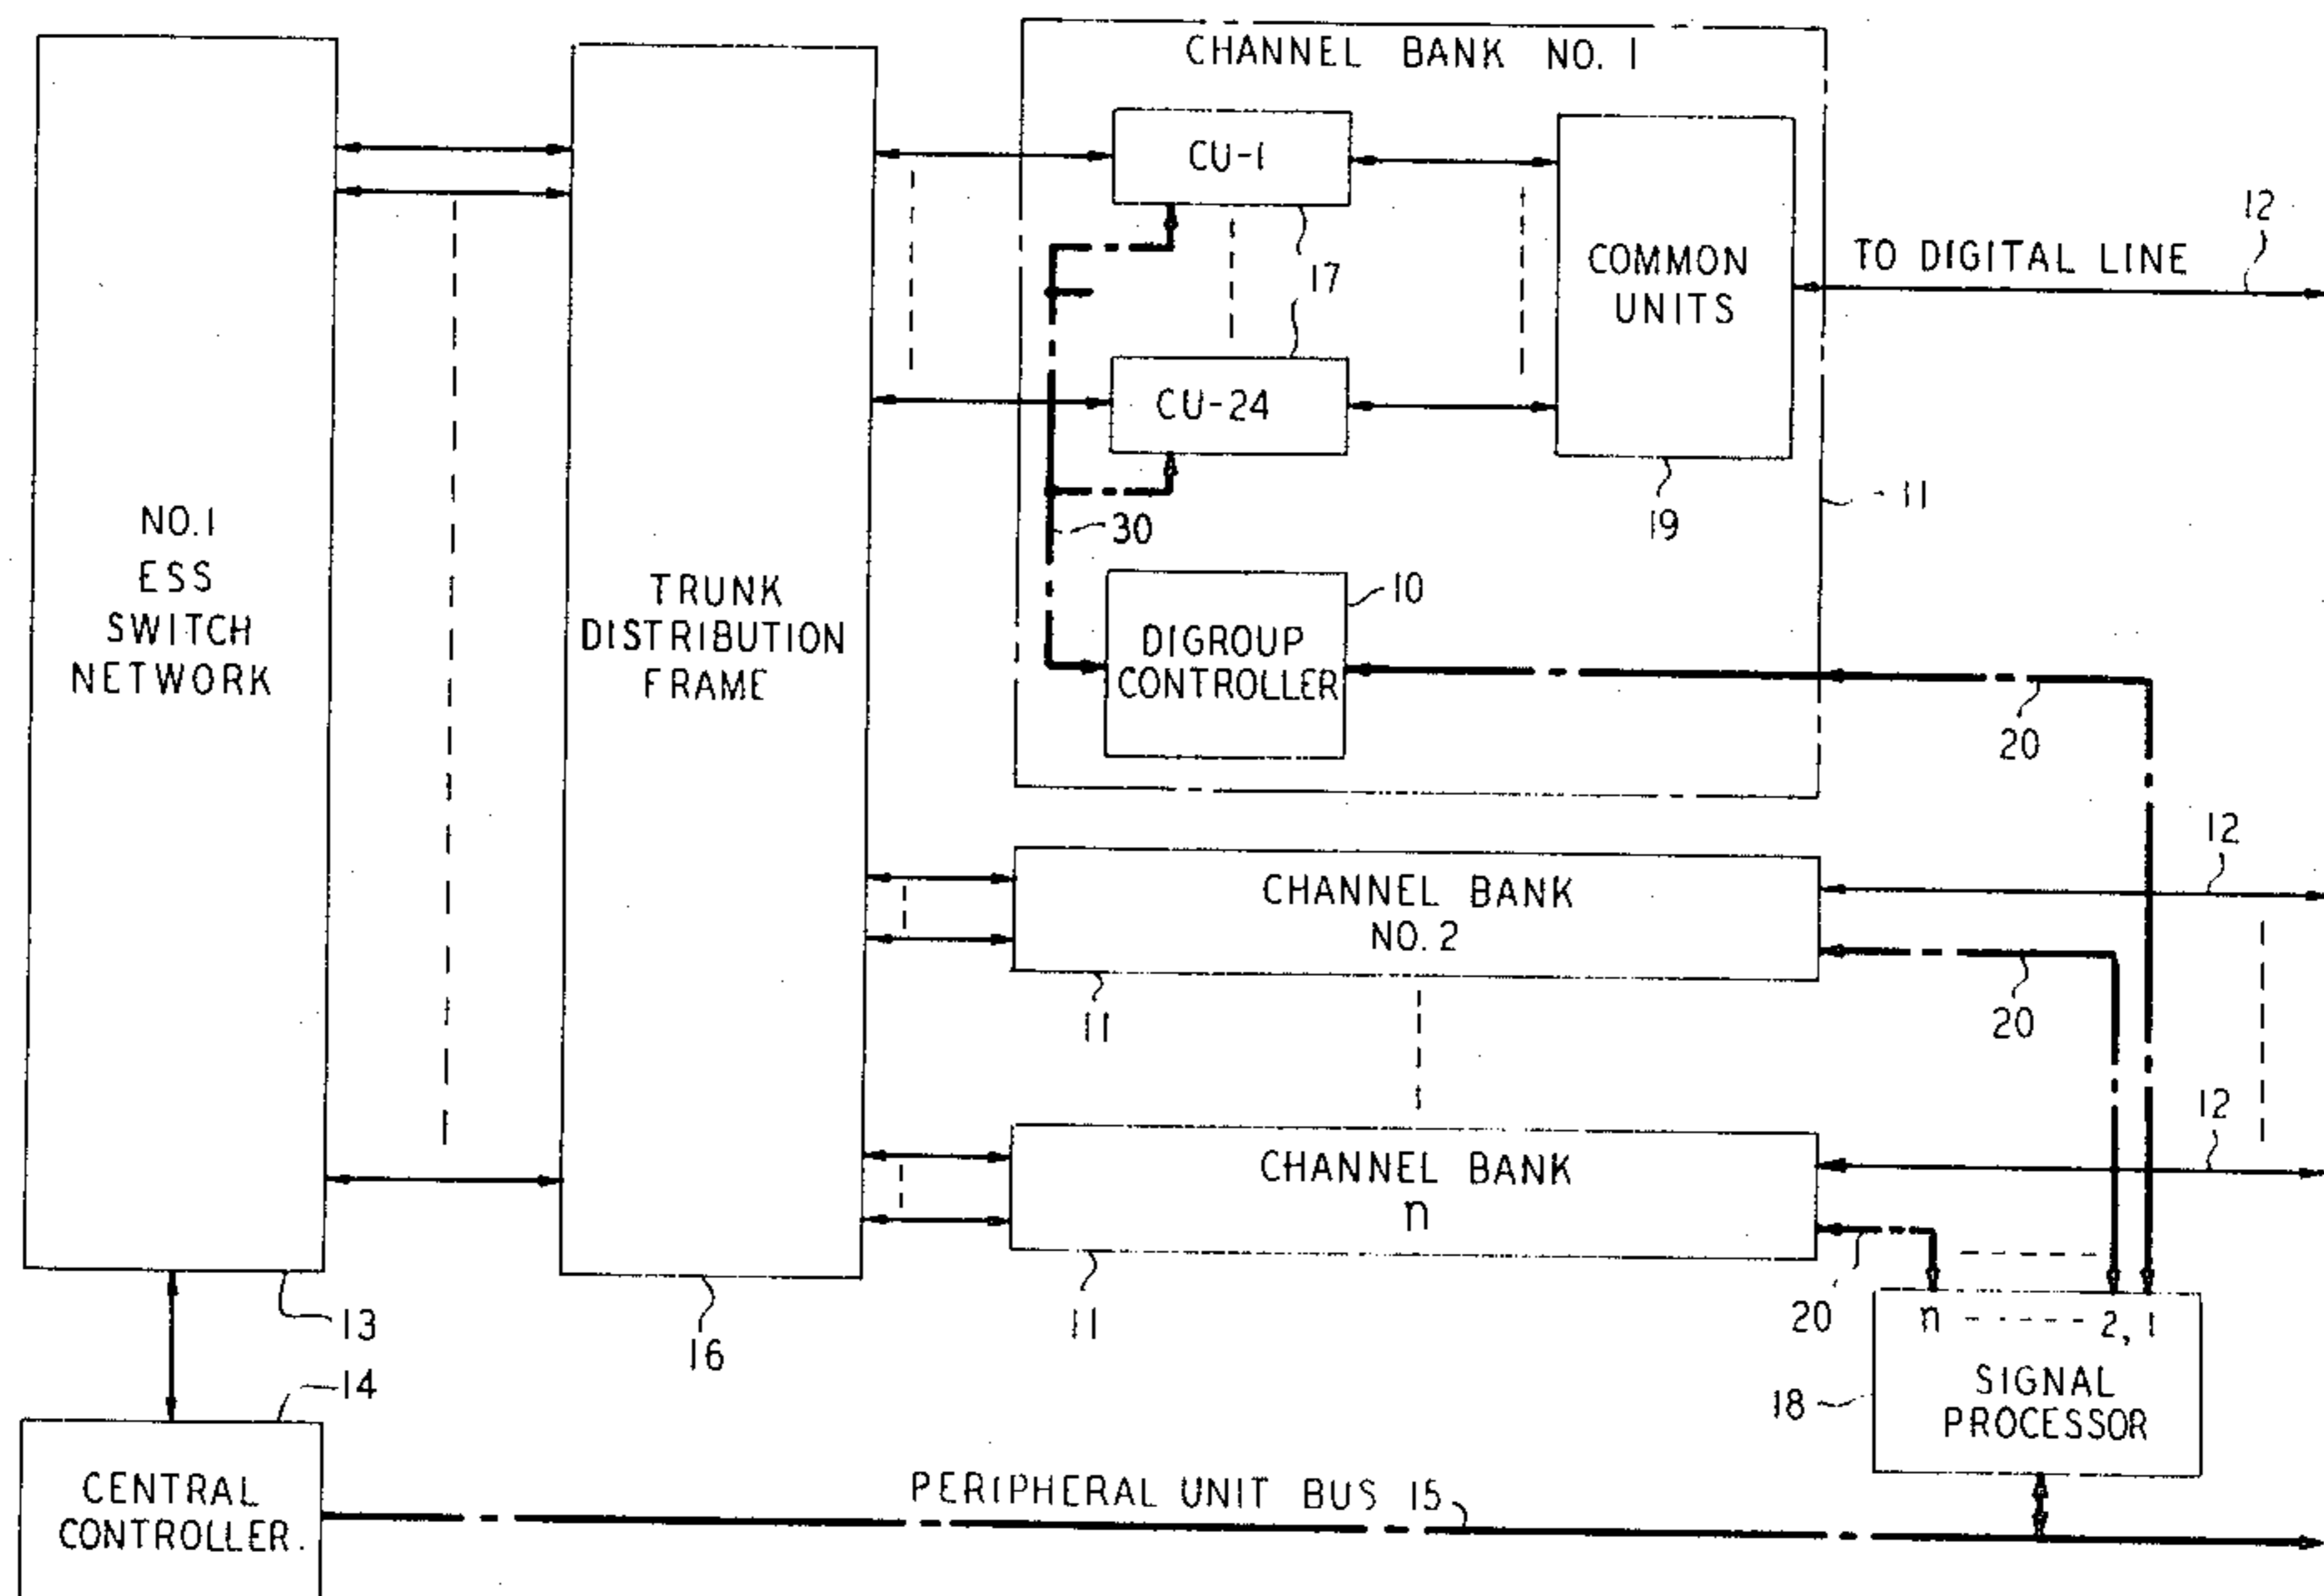 CHANNEL BANK NO. 1
CU-1
17
CU-24
COMMON
UNITS
19
12
TO DIGITAL LINE
11
30
10
DIGROUP
CONTROLLER
20
NO. 1
ESS
SWITCH
NETWORK
TRUNK
DISTRIBUTION
FRAME
CHANNEL BANK
NO. 2
12
11
20
CHANNEL BANK
n
12
11
20
13
16
14
n ----- 2, 1
18
SIGNAL
PROCESSOR
CENTRAL
CONTROLLER.
PERIPHERAL UNIT BUS 15